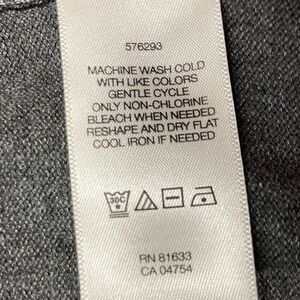 576293
MACHINE WASH COLD
WITH LIKE COLORS
GENTLE CYCLE
ONLY NON-CHLORINE
BLEACH WHEN NEEDED
RESHAPE AND DRY FLAT
COOL IRON IF NEEDED
30C
RN 81633
CA 04754